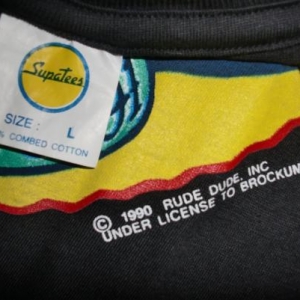 Supatees
SIZE: L
% COMBED COTTON
© 1990 RUDE DUDE, INC
UNDER LICENSE TO BROCKUM